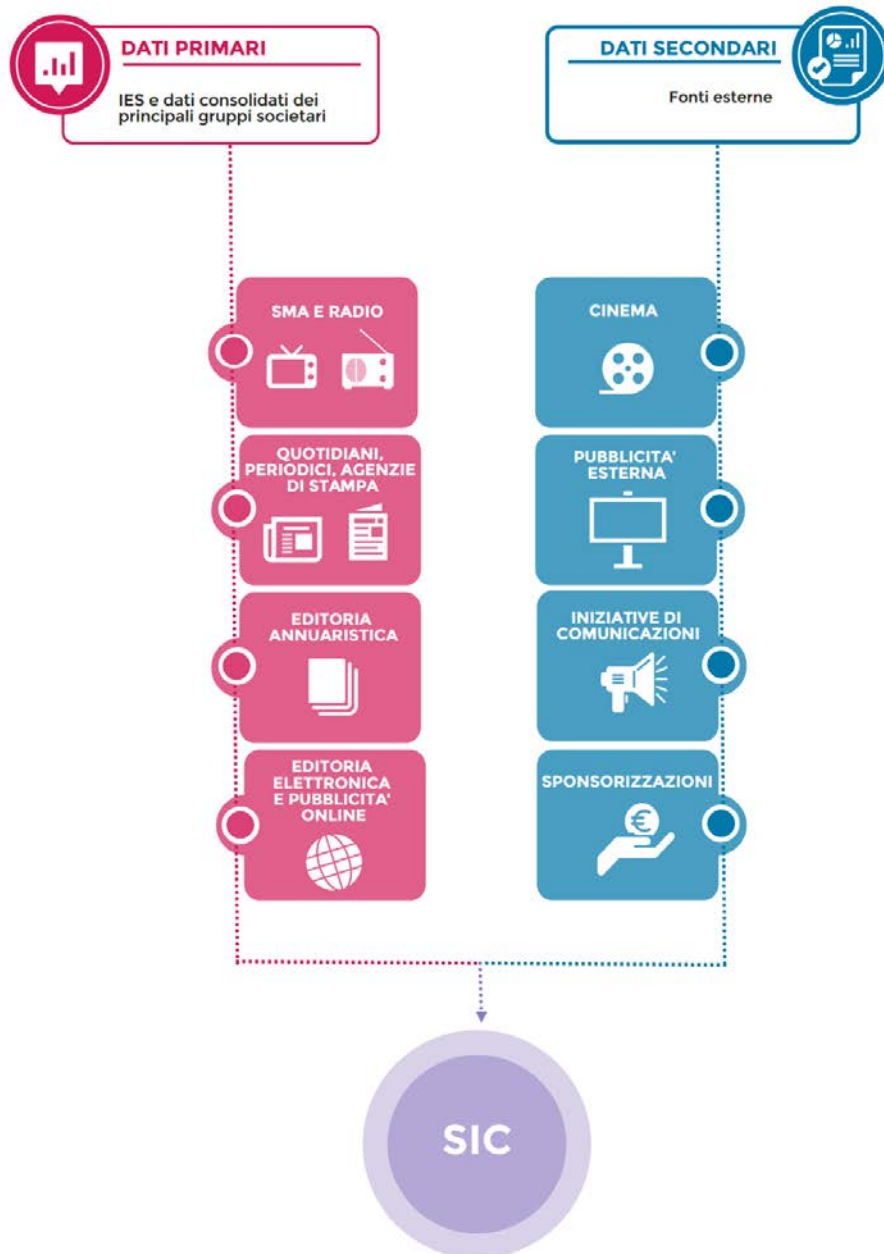 DATI PRIMARI
IES e dati consolidati dei
principali gruppi societari
DATI SECONDARI
Fonti esterne
SMA E RADIO
QUOTIDIANI,
PERIODICI, AGENZIE
DI STAMPA
EDITORIA
ANNUARISTICA
EDITORIA
ELETTRONICA
E PUBBLICITA'
ONLINE
CINEMA
PUBBLICITA'
ESTERNA
INIZIATIVE DI
COMUNICAZIONI
SPONSORIZZAZIONI
€
SIC